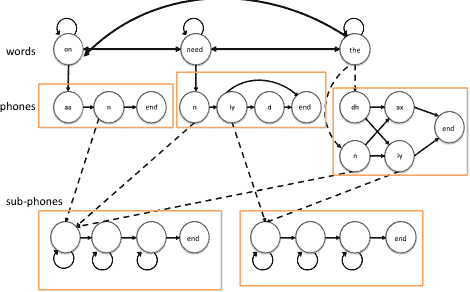 words
on
need
the
phones
aa
n
end
n
iy
d
end
dh
ax
n
iy
end
sub-phones
end
end